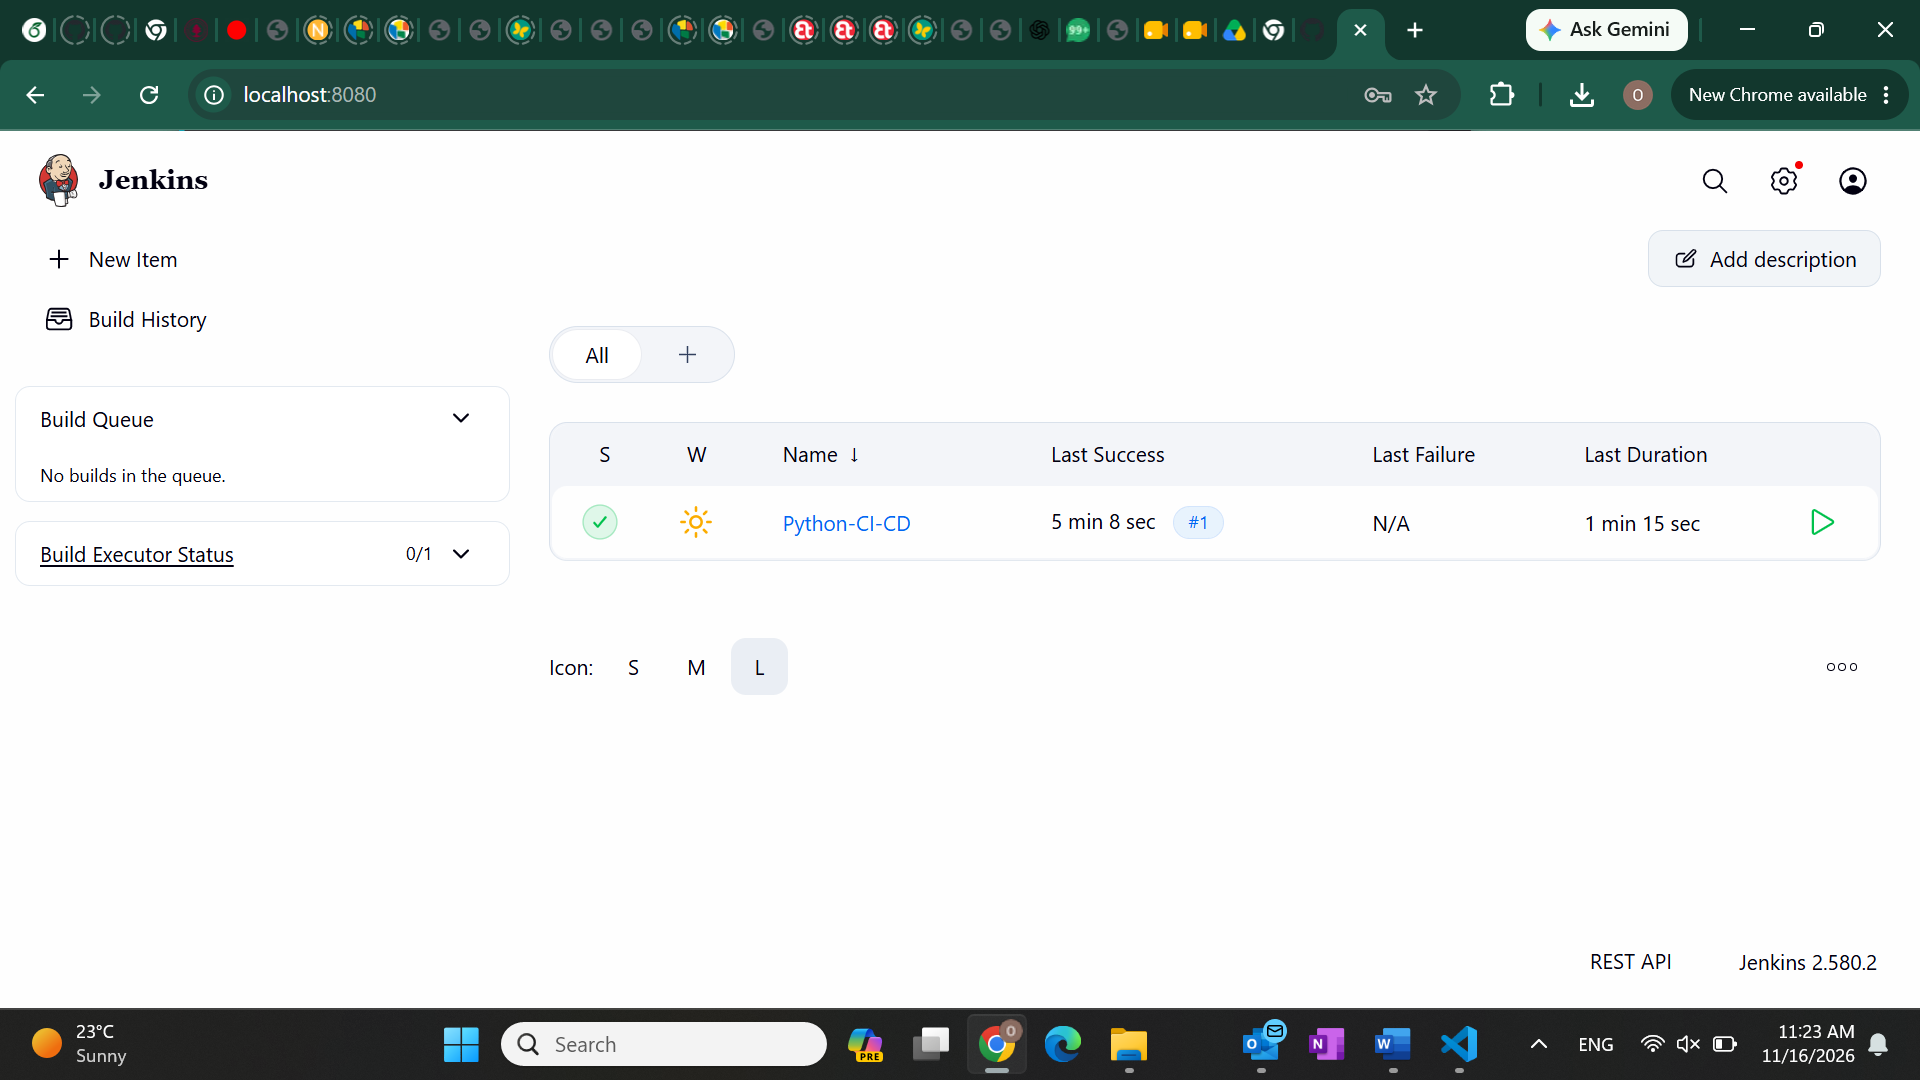 Ask Gemini
localhost:8080
O
New Chrome available
Jenkins
New Item
Add description
Build History
All
Build Queue
No builds in the queue.
S W Name ↓ Last Success Last Failure Last Duration
Python-CI-CD 5 min 8 sec #1 N/A 1 min 15 sec
Build Executor Status 0/1
Icon: S M L
REST API Jenkins 2.580.2
23°C
Sunny
Search
PRE
ENG
11:23 AM
11/16/2026
99+
N